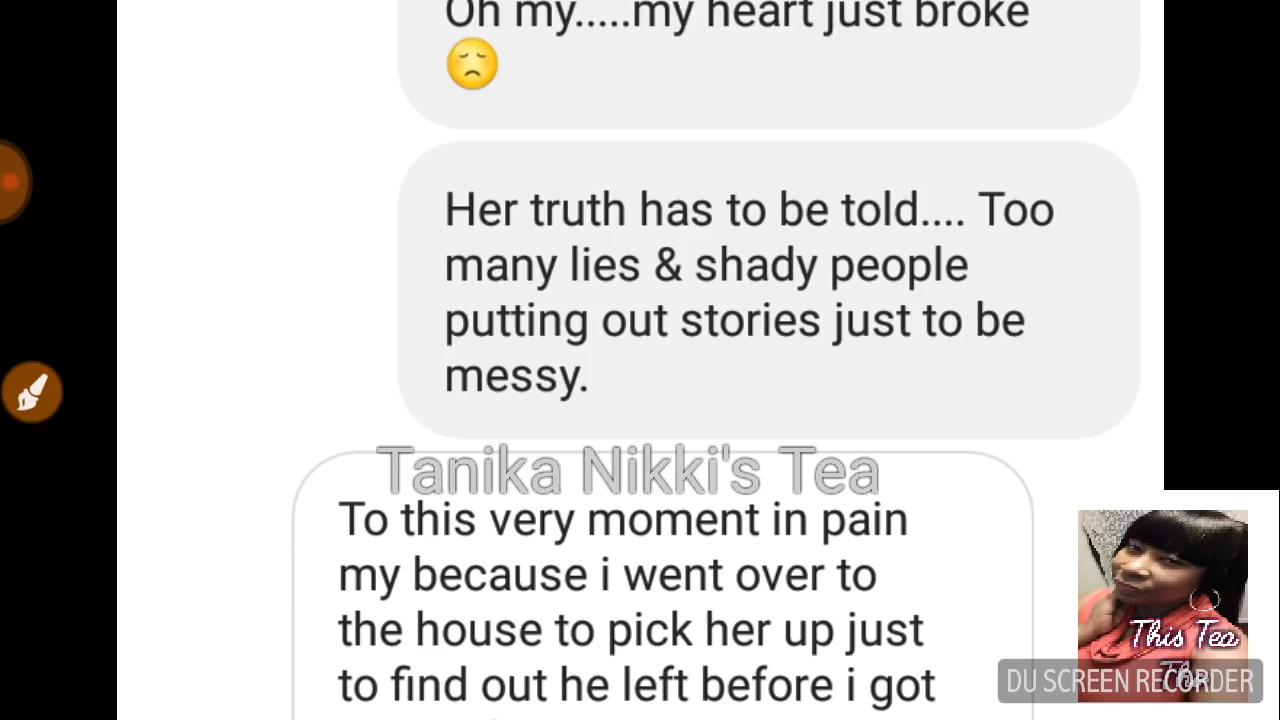 Oh my.....my heart just broke
Her truth has to be told.... Too
many lies & shady people
putting out stories just to be
messy.
Tanika Nikki's Tea
To this very moment in pain
my because i went over to
the house to pick her up just
to find out he left before i got
This Tea
DU SCREEN RECORDER